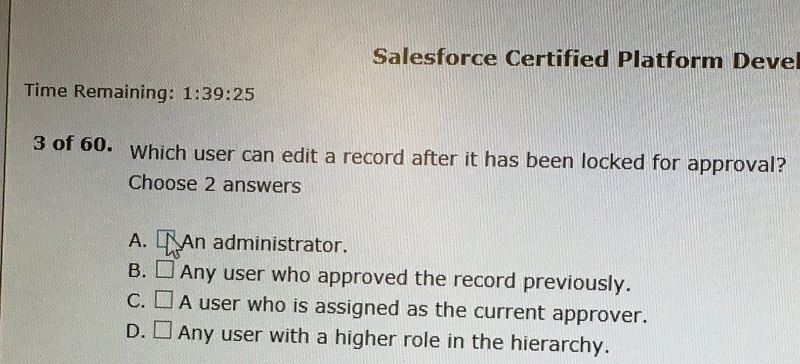 Salesforce Certified Platform Devel
Time Remaining: 1:39:25
3 of 60. Which user can edit a record after it has been locked for approval?
Choose 2 answers
A. An administrator.
B. Any user who approved the record previously.
C. A user who is assigned as the current approver.
D. Any user with a higher role in the hierarchy.